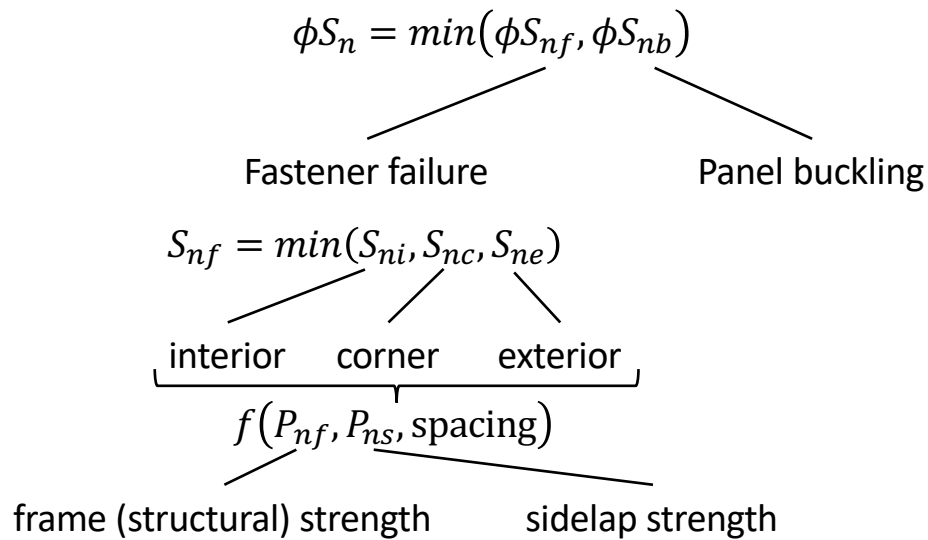 ϕS_n = min(ϕS_nf, ϕS_nb)
Fastener failure Panel buckling
S_nf = min(S_ni, S_nc, S_ne)
interior corner exterior
f(P_nf, P_ns, spacing)
frame (structural) strength sidelap strength